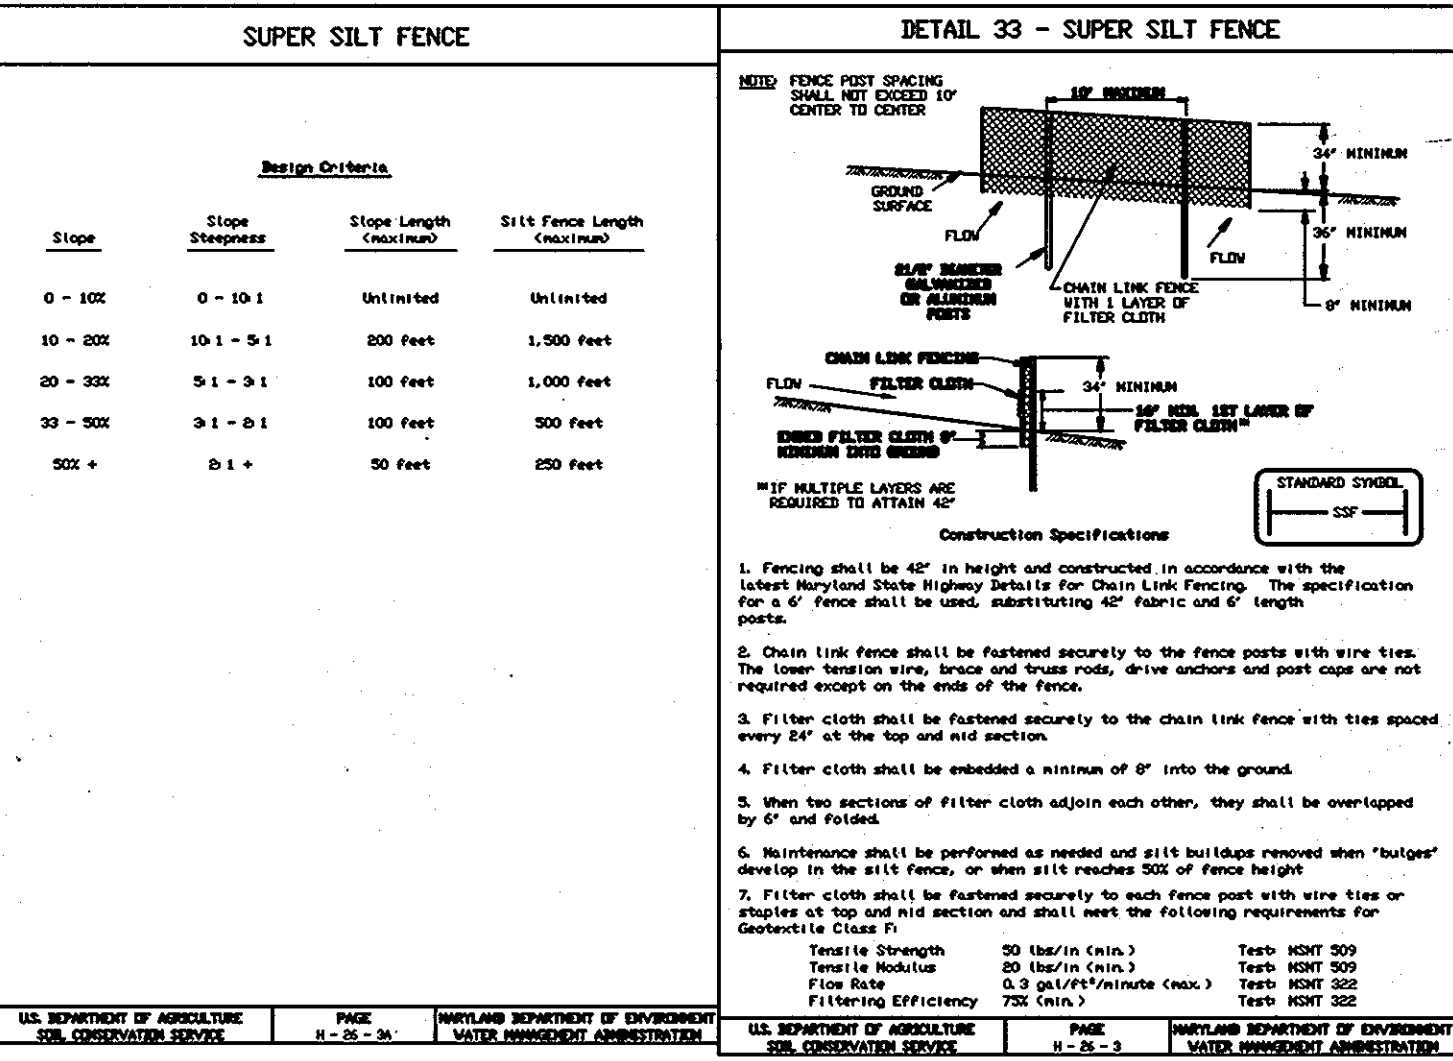 SUPER SILT FENCE
Design Criteria
Slope
Slope Steepness
Slope Length (maximum)
Silt Fence Length (maximum)
0 - 10% 0 - 10:1 Unlimited Unlimited
10 - 20% 10:1 - 5:1 200 feet 1,500 feet
20 - 33% 5:1 - 3:1 100 feet 1,000 feet
33 - 50% 3:1 - 2:1 100 feet 500 feet
50% + 2:1 + 50 feet 250 feet
U.S. DEPARTMENT OF AGRICULTURE
SOIL CONSERVATION SERVICE
PAGE
H - 26 - 3A
MARYLAND DEPARTMENT OF ENVIRONMENT
WATER MANAGEMENT ADMINISTRATION
DETAIL 33 - SUPER SILT FENCE
NOTE: FENCE POST SPACING
SHALL NOT EXCEED 10'
CENTER TO CENTER
10' MAXIMUM
34" MINIMUM
GROUND
SURFACE
FLOW
36" MINIMUM
FLOW
21/2" DIAMETER
GALVANIZED
OR ALUMINUM
POSTS
CHAIN LINK FENCE
WITH 1 LAYER OF
FILTER CLOTH
8" MINIMUM
CHAIN LINK FENCING
FLOW
FILTER CLOTH
34" MINIMUM
16" MIN. 1ST LAYER OF
FILTER CLOTH**
EMBED FILTER CLOTH 8"
MINIMUM INTO GROUND
**IF MULTIPLE LAYERS ARE
REQUIRED TO ATTAIN 42"
STANDARD SYMBOL
SSF
Construction Specifications
1. Fencing shall be 42" in height and constructed in accordance with the
latest Maryland State Highway Details for Chain Link Fencing. The specification
for a 6' fence shall be used, substituting 42" fabric and 6' length
posts.
2. Chain link fence shall be fastened securely to the fence posts with wire ties.
The lower tension wire, brace and truss rods, drive anchors and post caps are not
required except on the ends of the fence.
3. Filter cloth shall be fastened securely to the chain link fence with ties spaced
every 24" at the top and mid section.
4. Filter cloth shall be embedded a minimum of 8" into the ground.
5. When two sections of filter cloth adjoin each other, they shall be overlapped
by 6" and folded.
6. Maintenance shall be performed as needed and silt buildups removed when "bulges"
develop in the silt fence, or when silt reaches 50% of fence height
7. Filter cloth shall be fastened securely to each fence post with wire ties or
staples at top and mid section and shall meet the following requirements for
Geotextile Class F:
Tensile Strength 50 lbs/in (min.) Test: MSMT 509
Tensile Modulus 20 lbs/in (min.) Test: MSMT 509
Flow Rate 0.3 gal/ft²/minute (max.) Test: MSMT 322
Filtering Efficiency 75% (min.) Test: MSMT 322
U.S. DEPARTMENT OF AGRICULTURE
SOIL CONSERVATION SERVICE
PAGE
H - 26 - 3
MARYLAND DEPARTMENT OF ENVIRONMENT
WATER MANAGEMENT ADMINISTRATION